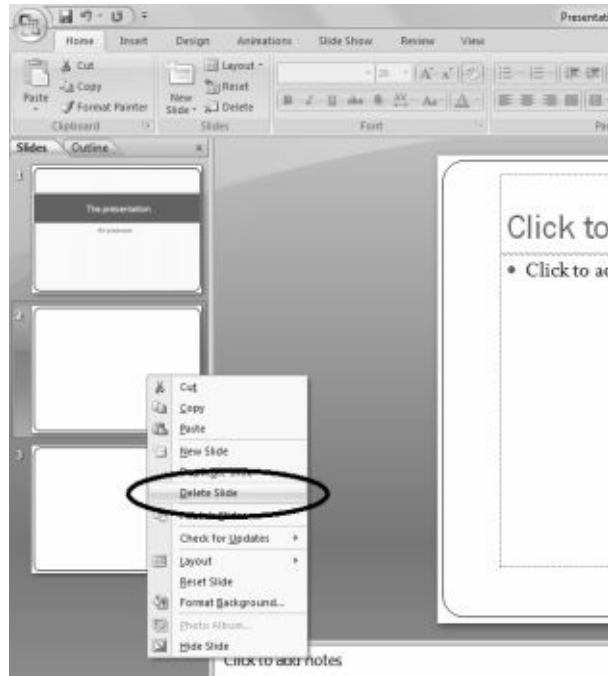 Presentat
Home Insert Design Animations Slide Show Review View
Cut
Copy
Format Painter
Paste
Clipboard
New Slide
Layout
Reset
Delete
Slides
Font
Slides Outline
1
The presentation
2
3
Cut
Copy
Paste
New Slide
Delete Slide
Check for Updates
Layout
Reset Slide
Format Background...
Photo Album...
Hide Slide
Click to
Click to ad
Click to add notes